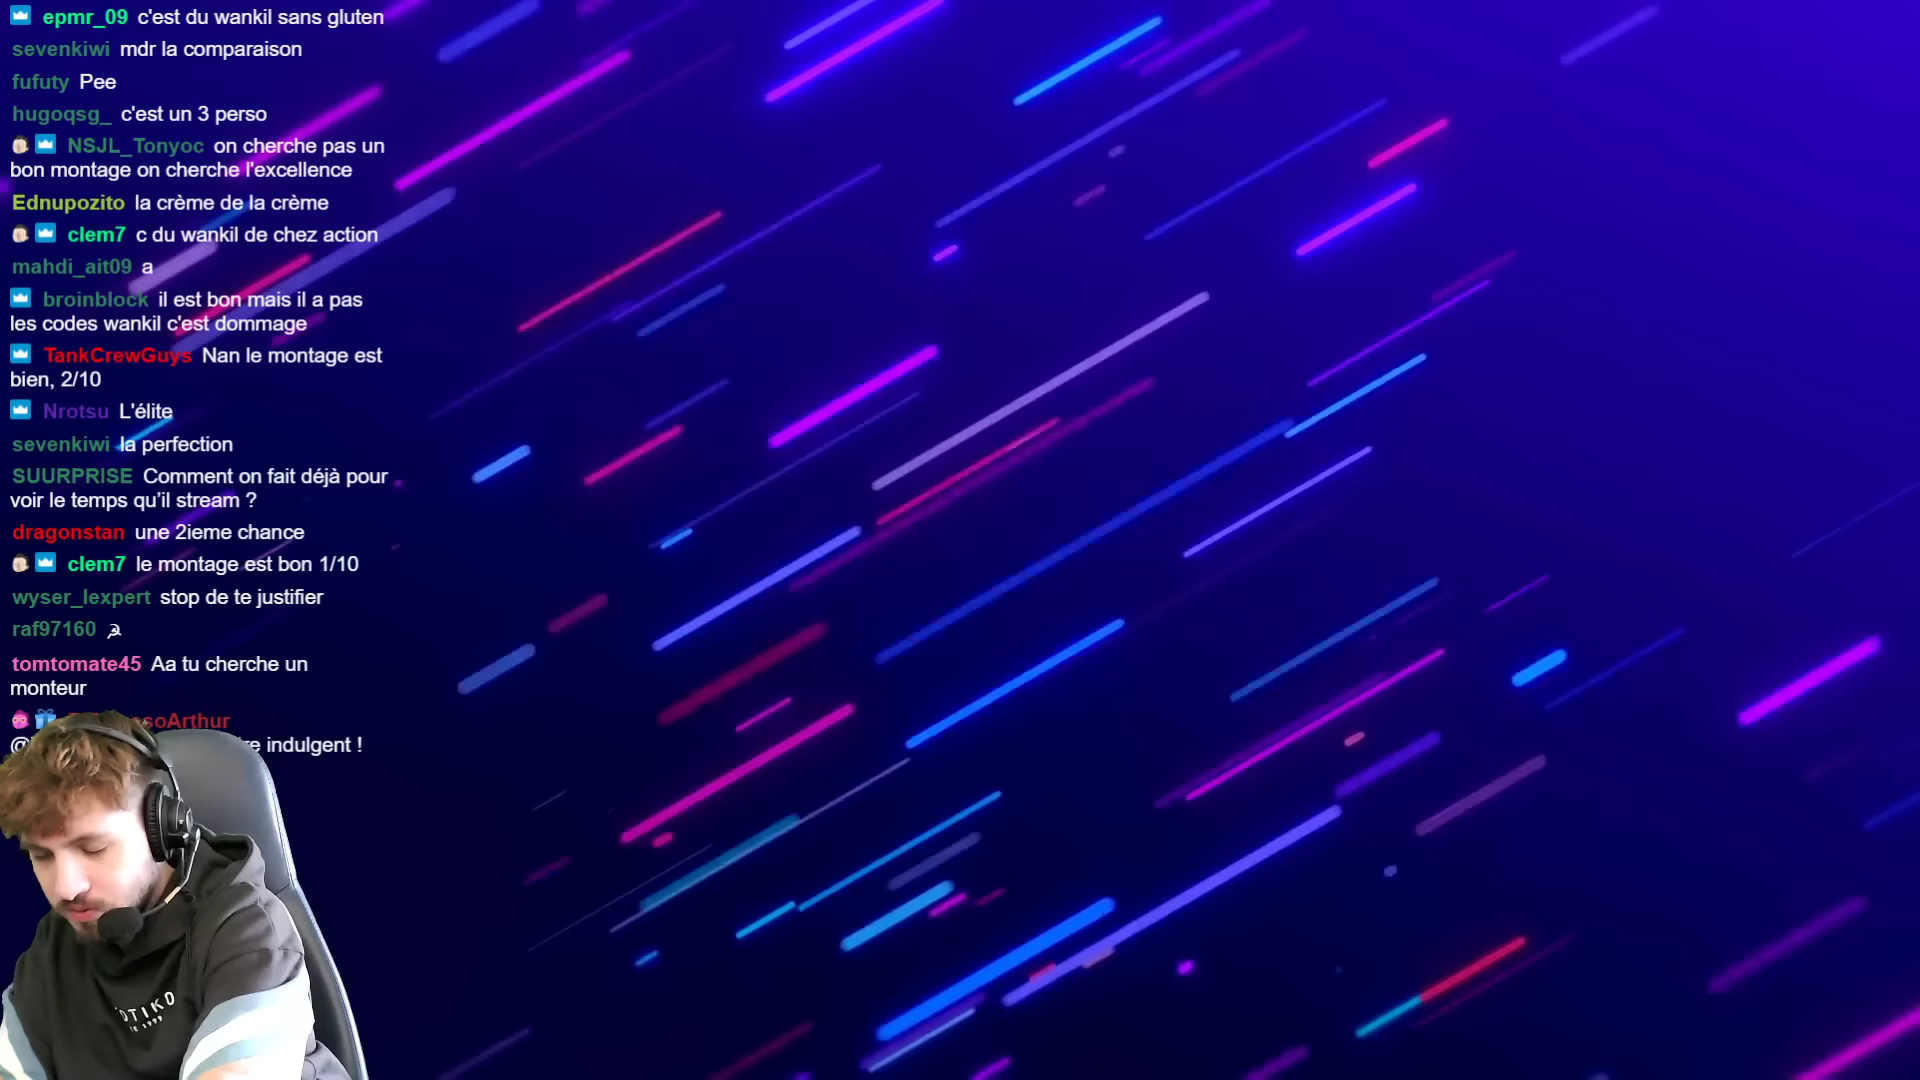 epmr_09 c'est du wankil sans gluten
sevenkiwi mdr la comparaison
fufuty Pee
hugoqsg_ c'est un 3 perso
NSJL_Tonyoc on cherche pas un
bon montage on cherche l'excellence
Ednupozito la crème de la crème
clem7 c du wankil de chez action
mahdi_ait09 a
broinblock il est bon mais il a pas
les codes wankil c'est dommage
TankCrewGuys Nan le montage est
bien, 2/10
Nrotsu L'élite
sevenkiwi la perfection
SUURPRISE Comment on fait déjà pour
voir le temps qu’il stream ?
dragonstan une 2ieme chance
clem7 le montage est bon 1/10
wyser_lexpert stop de te justifier
raf97160 ☭
tomtomate45 Aa tu cherche un
monteur
indulgent !